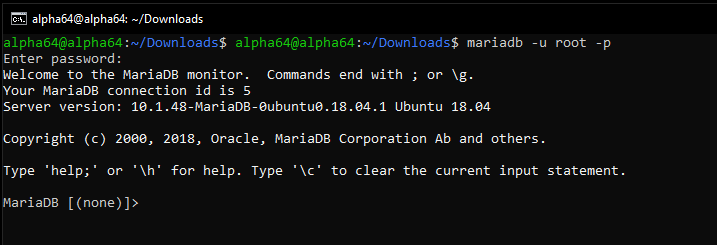 alpha64@alpha64: ~/Downloads
alpha64@alpha64:~/Downloads$ alpha64@alpha64:~/Downloads$ mariadb -u root -p
Enter password:
Welcome to the MariaDB monitor.  Commands end with ; or \g.
Your MariaDB connection id is 5
Server version: 10.1.48-MariaDB-0ubuntu0.18.04.1 Ubuntu 18.04
Copyright (c) 2000, 2018, Oracle, MariaDB Corporation Ab and others.
Type 'help;' or '\h' for help. Type '\c' to clear the current input statement.
MariaDB [(none)]>